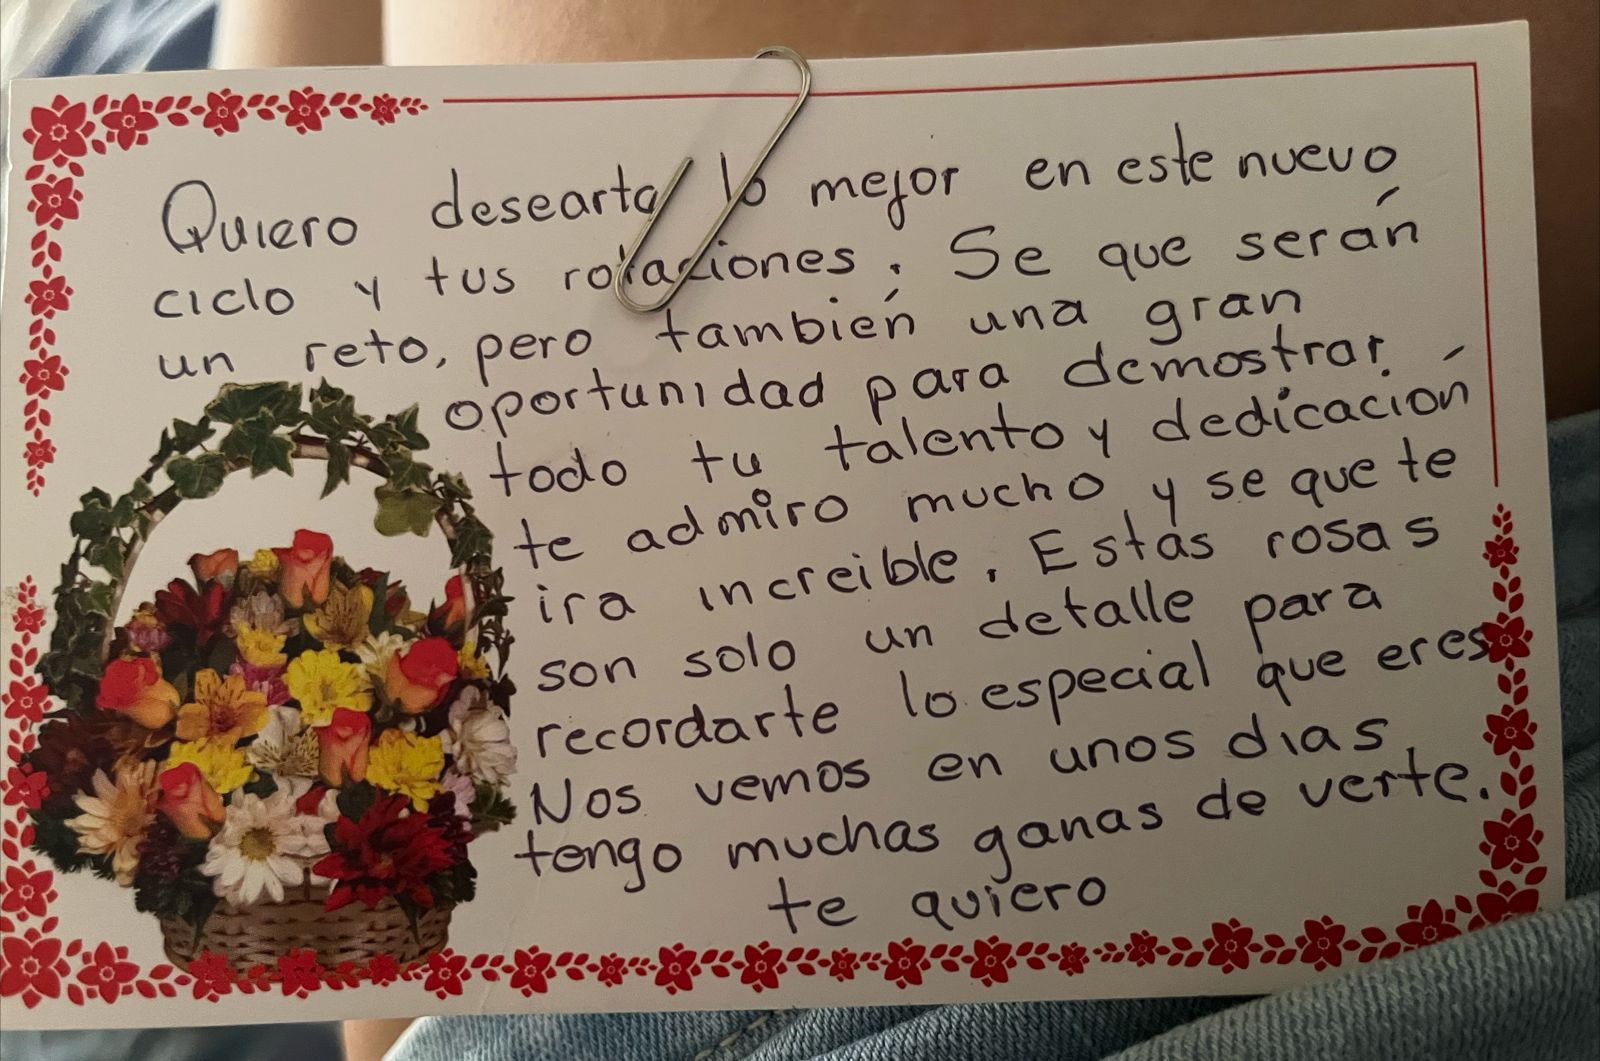 Quiero desearta lo mejor en este nuevo
ciclo y tus rotaciones. Se que serán
un reto, pero también una gran
oportunidad para demostrar
todo tu talento y dedicación
te admiro mucho y se que te
ira increible. Estas rosas
son solo un detalle para
recordarte lo especial que eres
Nos vemos en unos dias,
tengo muchas ganas de verte.
te quiero